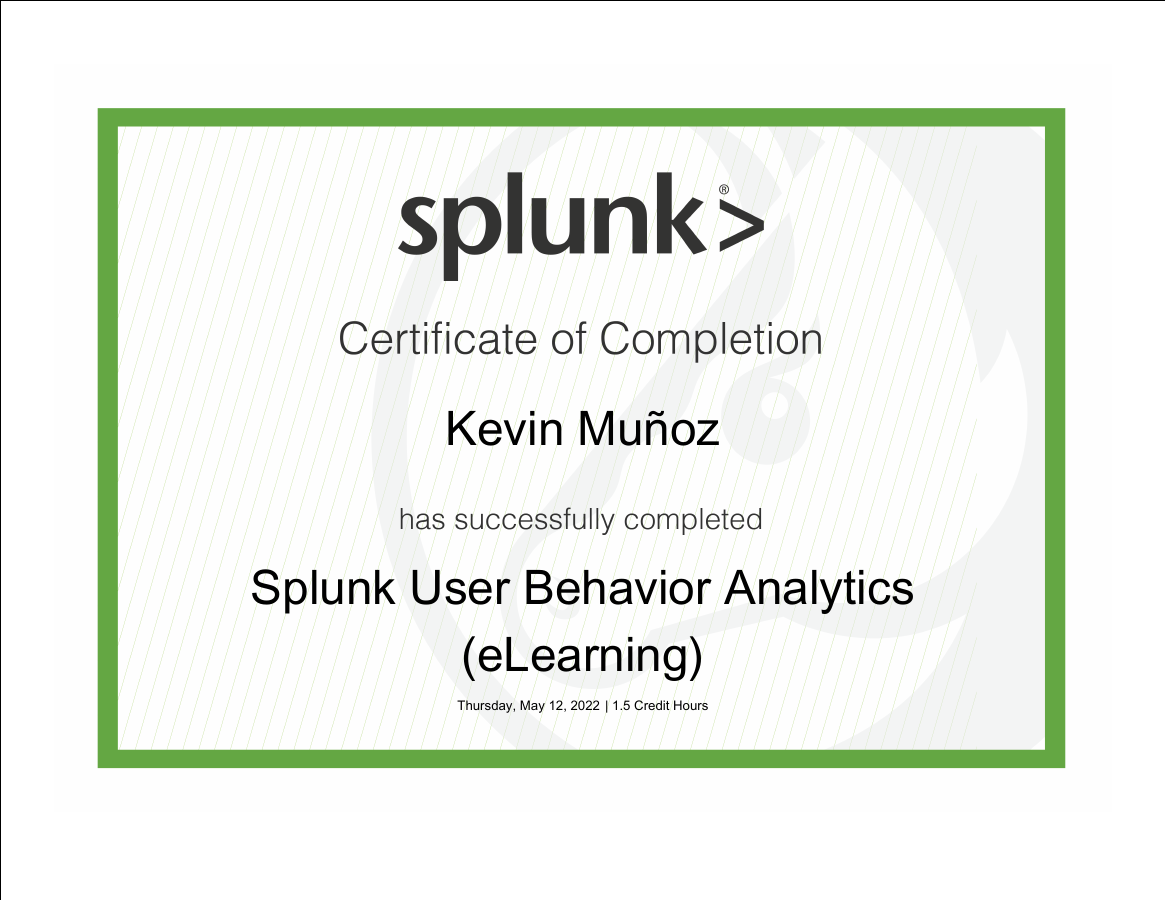 splunk>®
Certificate of Completion
Kevin Muñoz
has successfully completed
Splunk User Behavior Analytics
(eLearning)
Thursday, May 12, 2022 | 1.5 Credit Hours